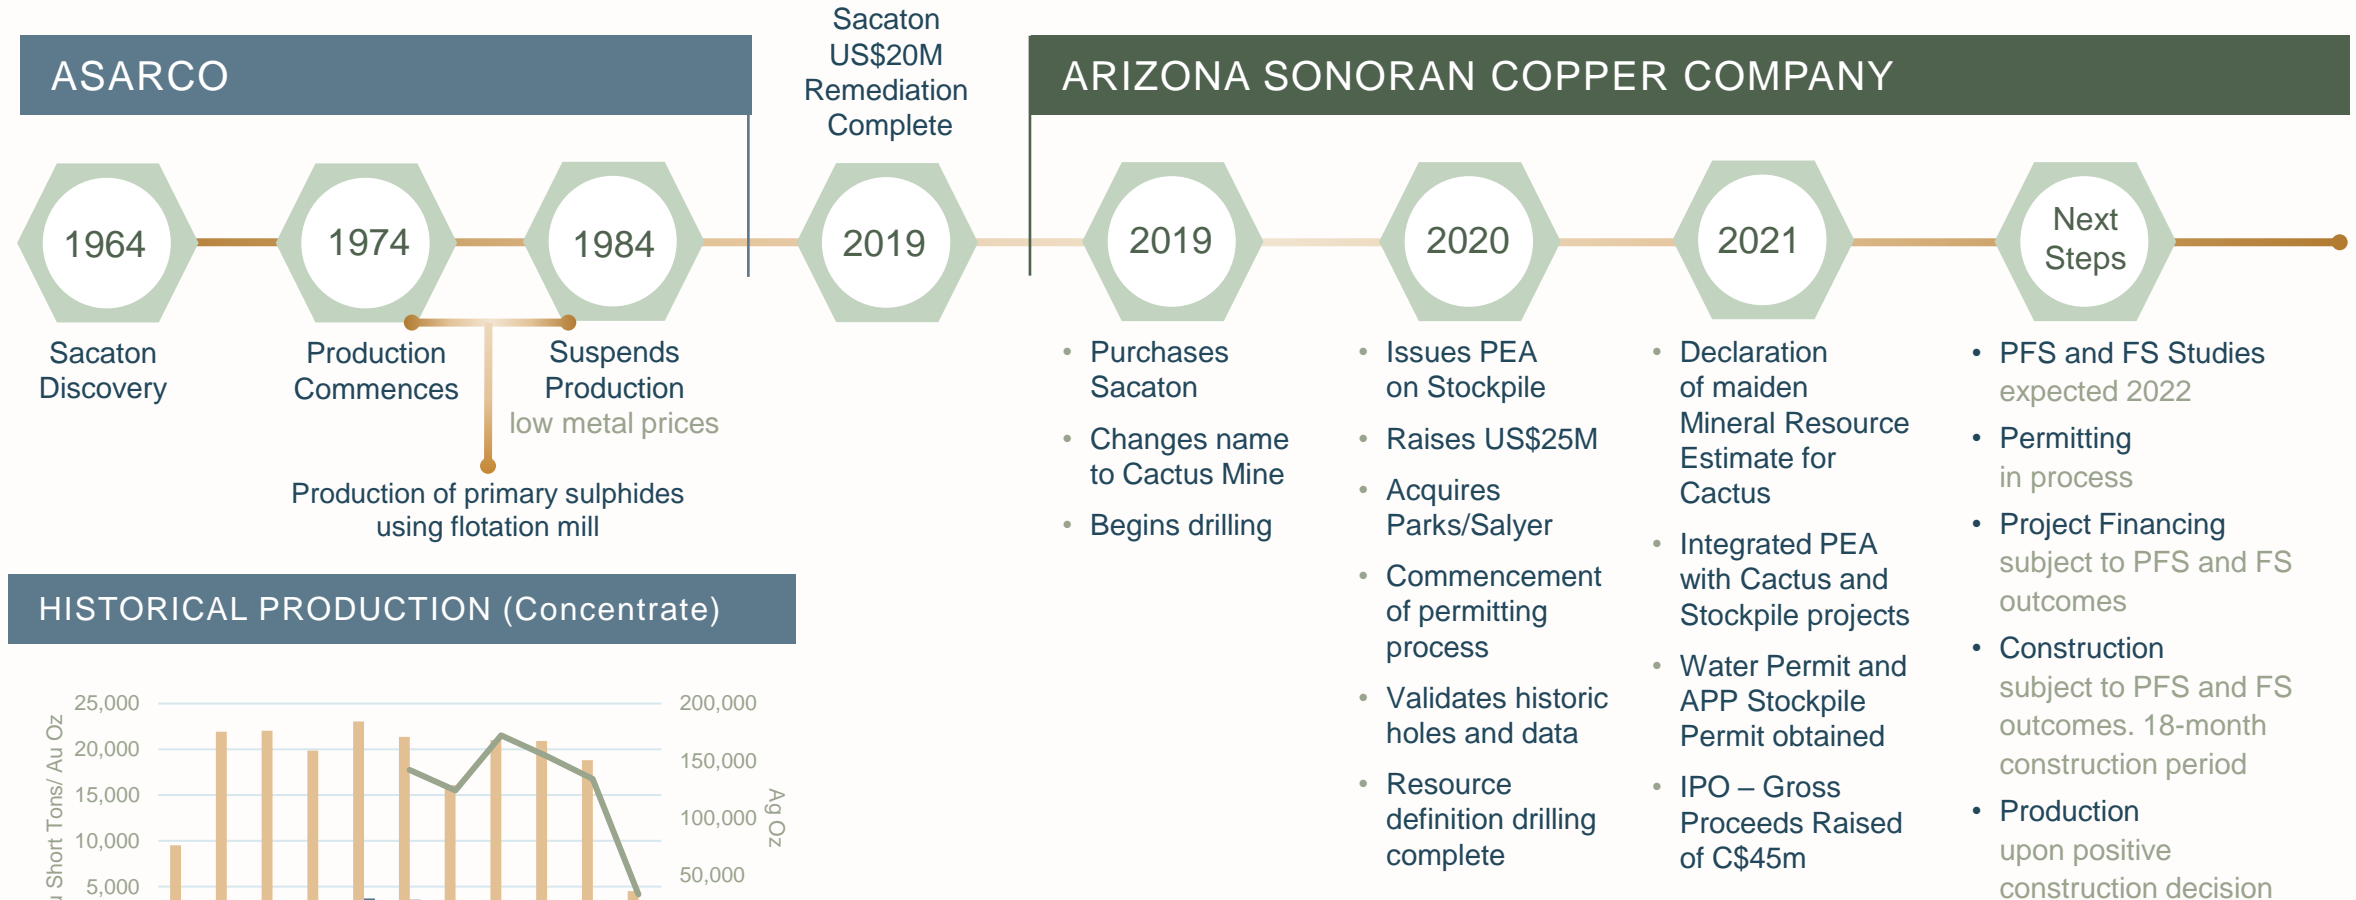 Sacaton
US$20M
Remediation
Complete
ASARCO
ARIZONA SONORAN COPPER COMPANY
1964
1974
1984
2019
2019
2020
2021
Next
Steps
Sacaton
Discovery
Production
Commences
Suspends
Production
low metal prices
Production of primary sulphides
using flotation mill
• Purchases
Sacaton
• Changes name
to Cactus Mine
• Begins drilling
• Issues PEA
on Stockpile
• Raises US$25M
• Acquires
Parks/Salyer
• Commencement
of permitting
process
• Validates historic
holes and data
• Resource
definition drilling
complete
• Declaration
of maiden
Mineral Resource
Estimate for
Cactus
• Integrated PEA
with Cactus and
Stockpile projects
• Water Permit and
APP Stockpile
Permit obtained
• IPO – Gross
Proceeds Raised
of C$45m
• PFS and FS Studies
expected 2022
• Permitting
in process
• Project Financing
subject to PFS and FS
outcomes
• Construction
subject to PFS and FS
outcomes. 18-month
construction period
• Production
upon positive
construction decision
HISTORICAL PRODUCTION (Concentrate)
25,000
20,000
15,000
10,000
5,000
Short Tons/ Au Oz
200,000
150,000
100,000
50,000
Ag Oz